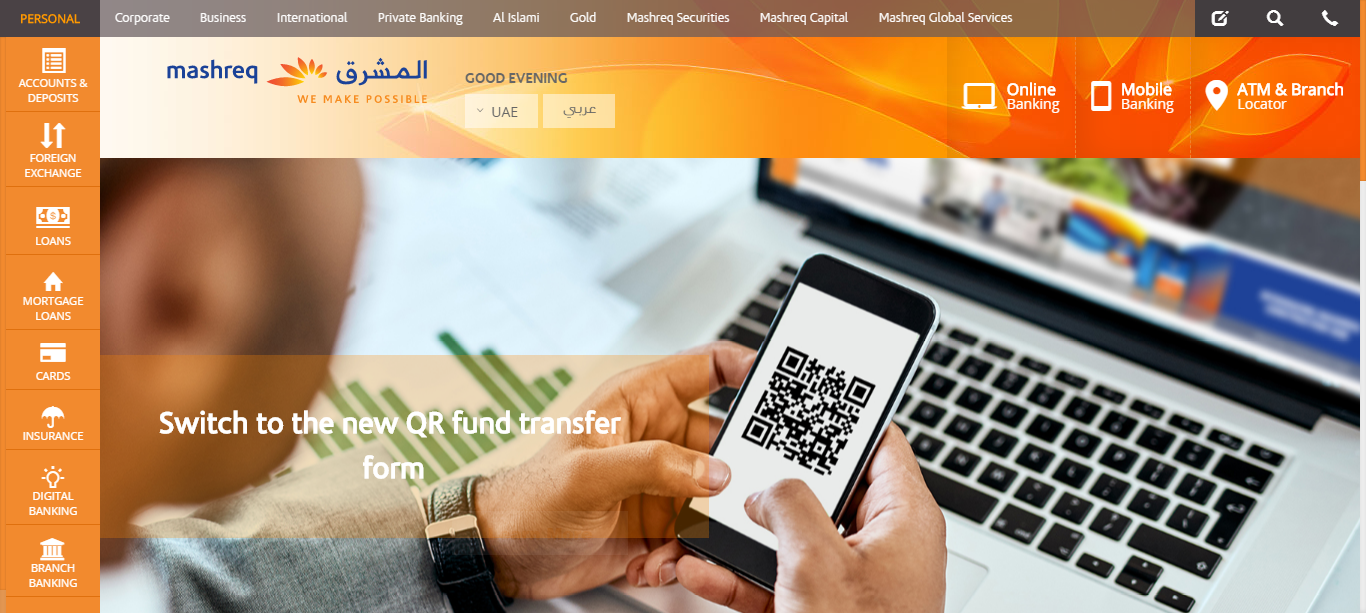 PERSONAL
Corporate
Business
International
Private Banking
Al Islami
Gold
Mashreq Securities
Mashreq Capital
Mashreq Global Services
ACCOUNTS &
DEPOSITS
FOREIGN
EXCHANGE
LOANS
MORTGAGE
LOANS
CARDS
INSURANCE
DIGITAL
BANKING
BRANCH
BANKING
mashreq
المشرق
WE MAKE POSSIBLE
GOOD EVENING
UAE
عربي
Online
Banking
Mobile
Banking
ATM & Branch
Locator
Switch to the new QR fund transfer
form